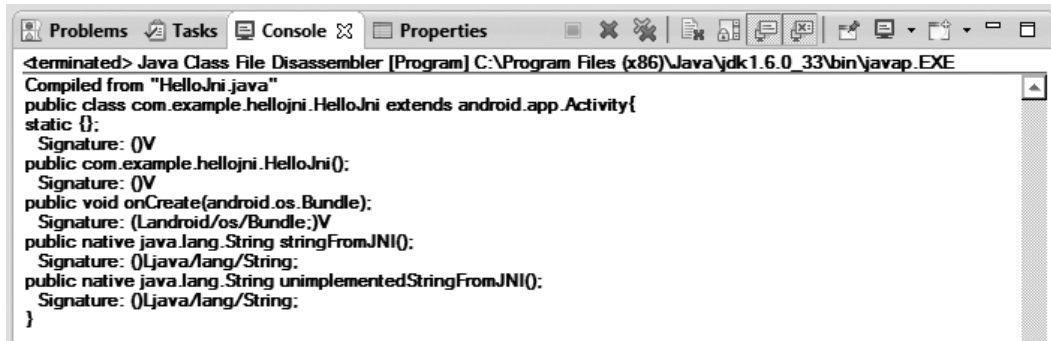 Problems Tasks Console Properties
<terminated> Java Class File Disassembler [Program] C:\Program Files (x86)\Java\jdk1.6.0_33\bin\javap.EXE
Compiled from "HelloJni.java"
public class com.example.hellojni.HelloJni extends android.app.Activity{
static {};
  Signature: ()V
public com.example.hellojni.HelloJni();
  Signature: ()V
public void onCreate(android.os.Bundle);
  Signature: (Landroid/os/Bundle;)V
public native java.lang.String stringFromJNI();
  Signature: ()Ljava/lang/String;
public native java.lang.String unimplementedStringFromJNI();
  Signature: ()Ljava/lang/String;
}